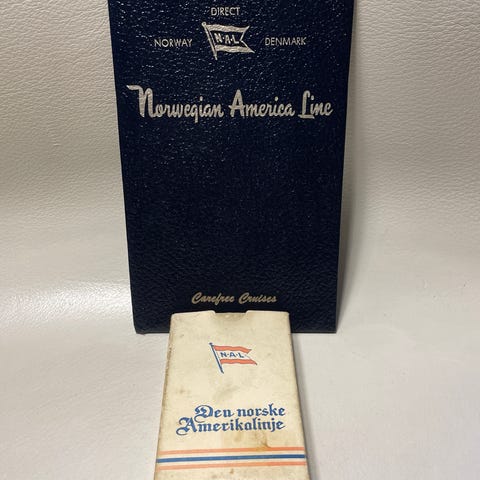 DIRECT
NORWAY N·A·L DENMARK
Norwegian America Line
Carefree Cruises
N·A·L
Den norske
Amerikalinje